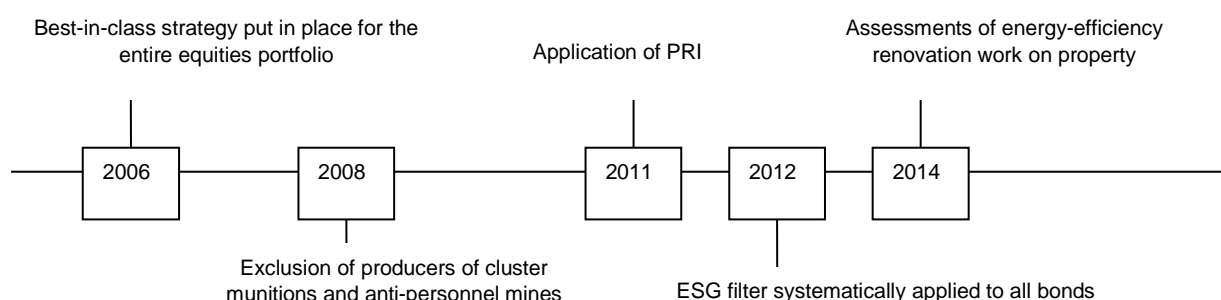 Best-in-class strategy put in place for the
entire equities portfolio
Application of PRI
Assessments of energy-efficiency
renovation work on property
2006
2008
2011
2012
2014
Exclusion of producers of cluster
munitions and anti-personnel mines
ESG filter systematically applied to all bonds